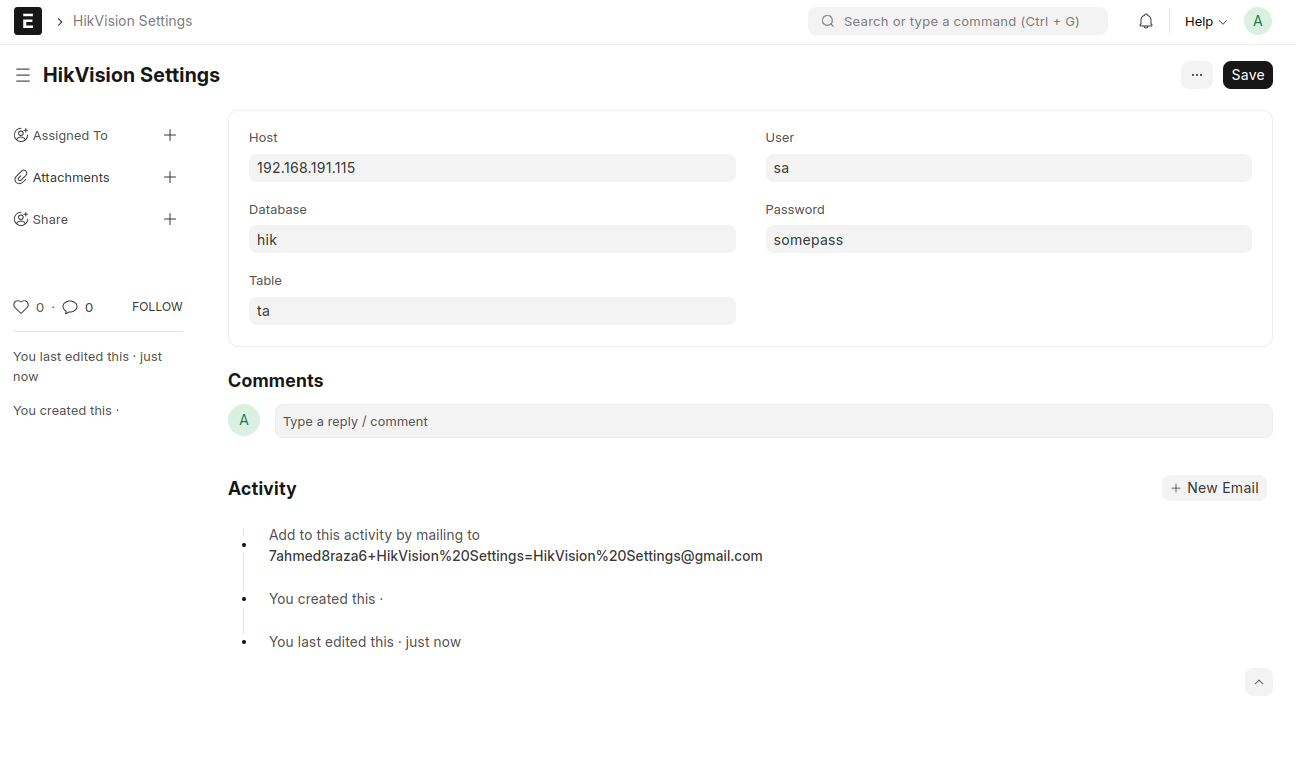 E
HikVision Settings
Search or type a command (Ctrl + G)
Help
A
HikVision Settings
...
Save
Assigned To
Attachments
Share
0 · 0 FOLLOW
You last edited this · just
now
You created this ·
Host
192.168.191.115
User
sa
Database
hik
Password
somepass
Table
ta
Comments
A
Type a reply / comment
Activity
+ New Email
Add to this activity by mailing to
7ahmed8raza6+HikVision%20Settings=HikVision%20Settings@gmail.com
You created this ·
You last edited this · just now